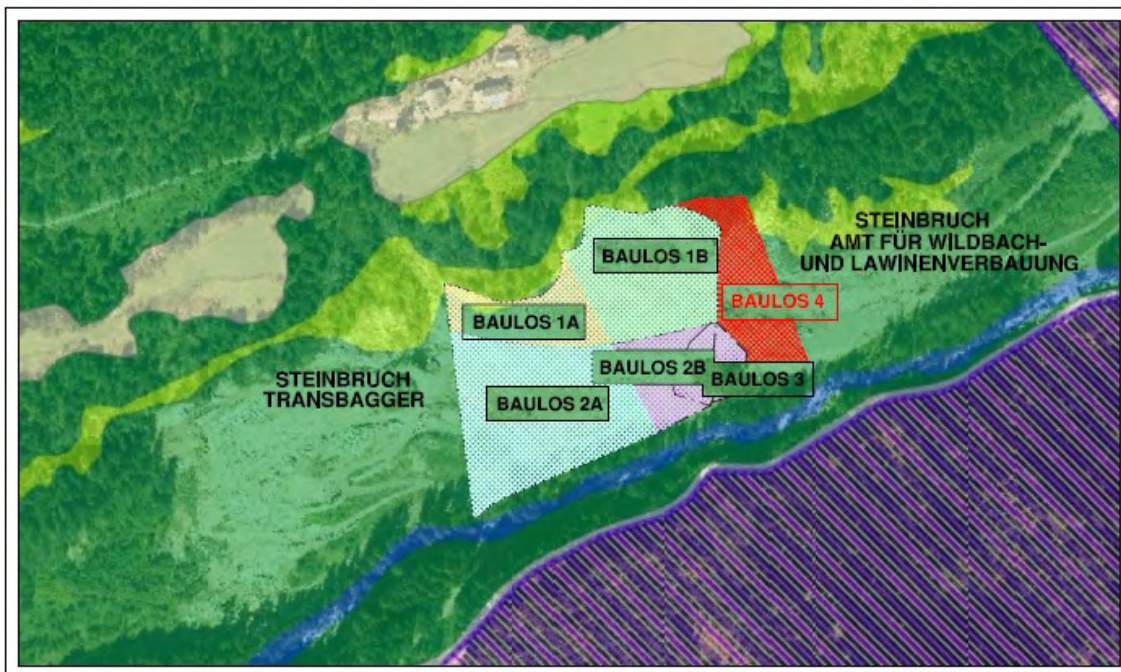 STEINBRUCH
AMT FÜR WILDBACH-
UND LAWINENVERBAUUNG
BAULOS 1B
BAULOS 4
BAULOS 1A
BAULOS 2B
BAULOS 3
STEINBRUCH
TRANSBAGGER
BAULOS 2A